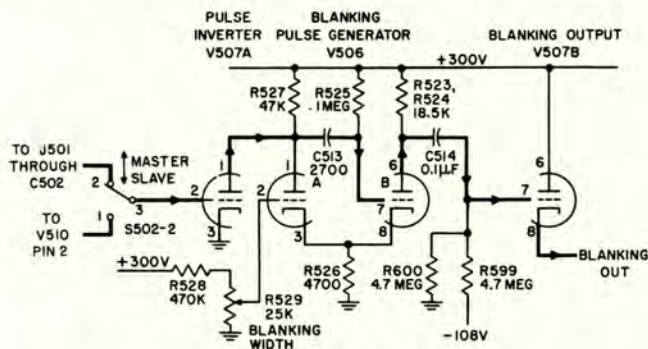 PULSE
INVERTER
V507A
BLANKING
PULSE GENERATOR
V506
BLANKING OUTPUT
V507B
+300V
R527
47K
R525
.1MEG
R523,
R524
18.5K
TO J501
THROUGH
C502
MASTER
SLAVE
2
3
1
TO
V510
PIN 2
S502-2
1
2
3
C513
2700
1
A
2
3
6
B
7
8
C514
0.1µF
6
7
8
BLANKING
OUT
+300V
R528
470K
R529
25K
BLANKING
WIDTH
R526
4700
R600
4.7 MEG
R599
4.7 MEG
-108V